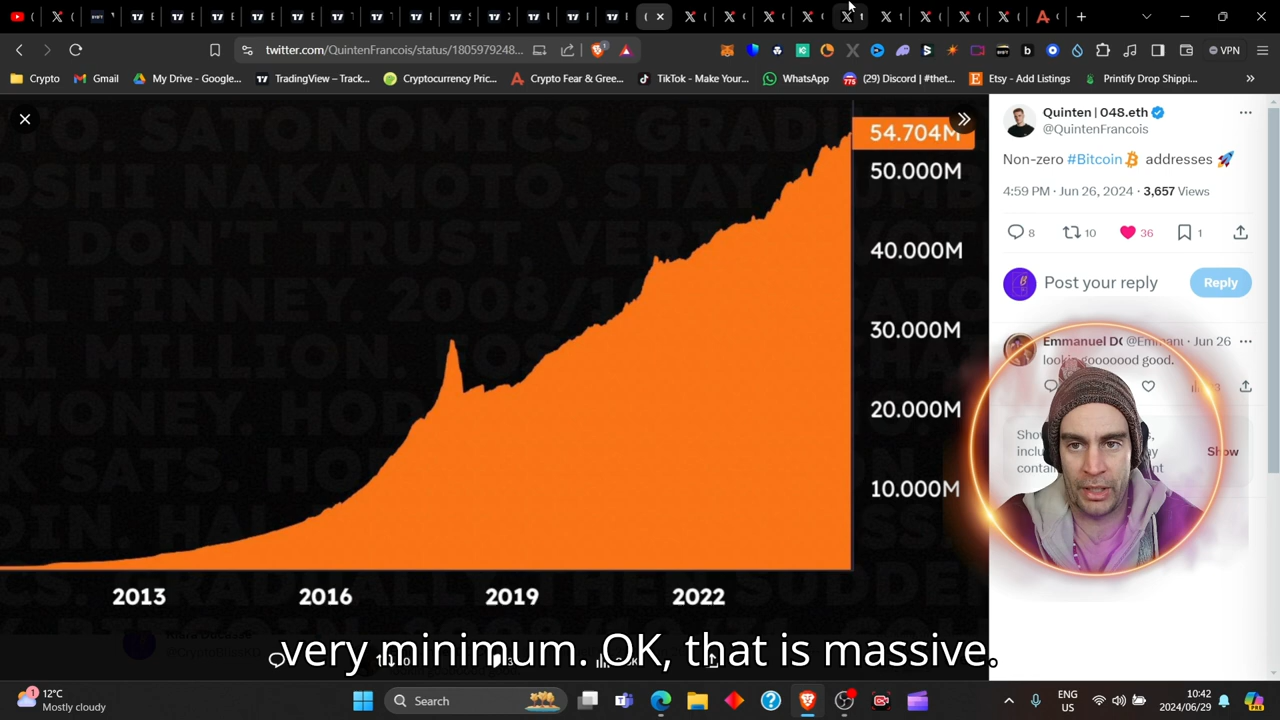 twitter.com/QuintenFrancois/status/1805979248...
VPN
Crypto
Gmail
My Drive - Google...
TradingView – Track...
Cryptocurrency Pric...
Crypto Fear & Gree...
TikTok - Make Your...
WhatsApp
(29) Discord | #thet...
Etsy - Add Listings
Printify Drop Shippi...
54.704M
50.000M
40.000M
30.000M
20.000M
10.000M
2013
2016
2019
2022
Quinten | 048.eth
@QuintenFrancois
Non-zero #Bitcoin addresses 🚀
4:59 PM · Jun 26, 2024 · 3,657 Views
8
10
36
1
Post your reply
Reply
Jun 26
gooooood good.
Show
very minimum. OK, that is massive.
1
12°C
Mostly cloudy
Search
ENG
US
10:42
2024/06/29